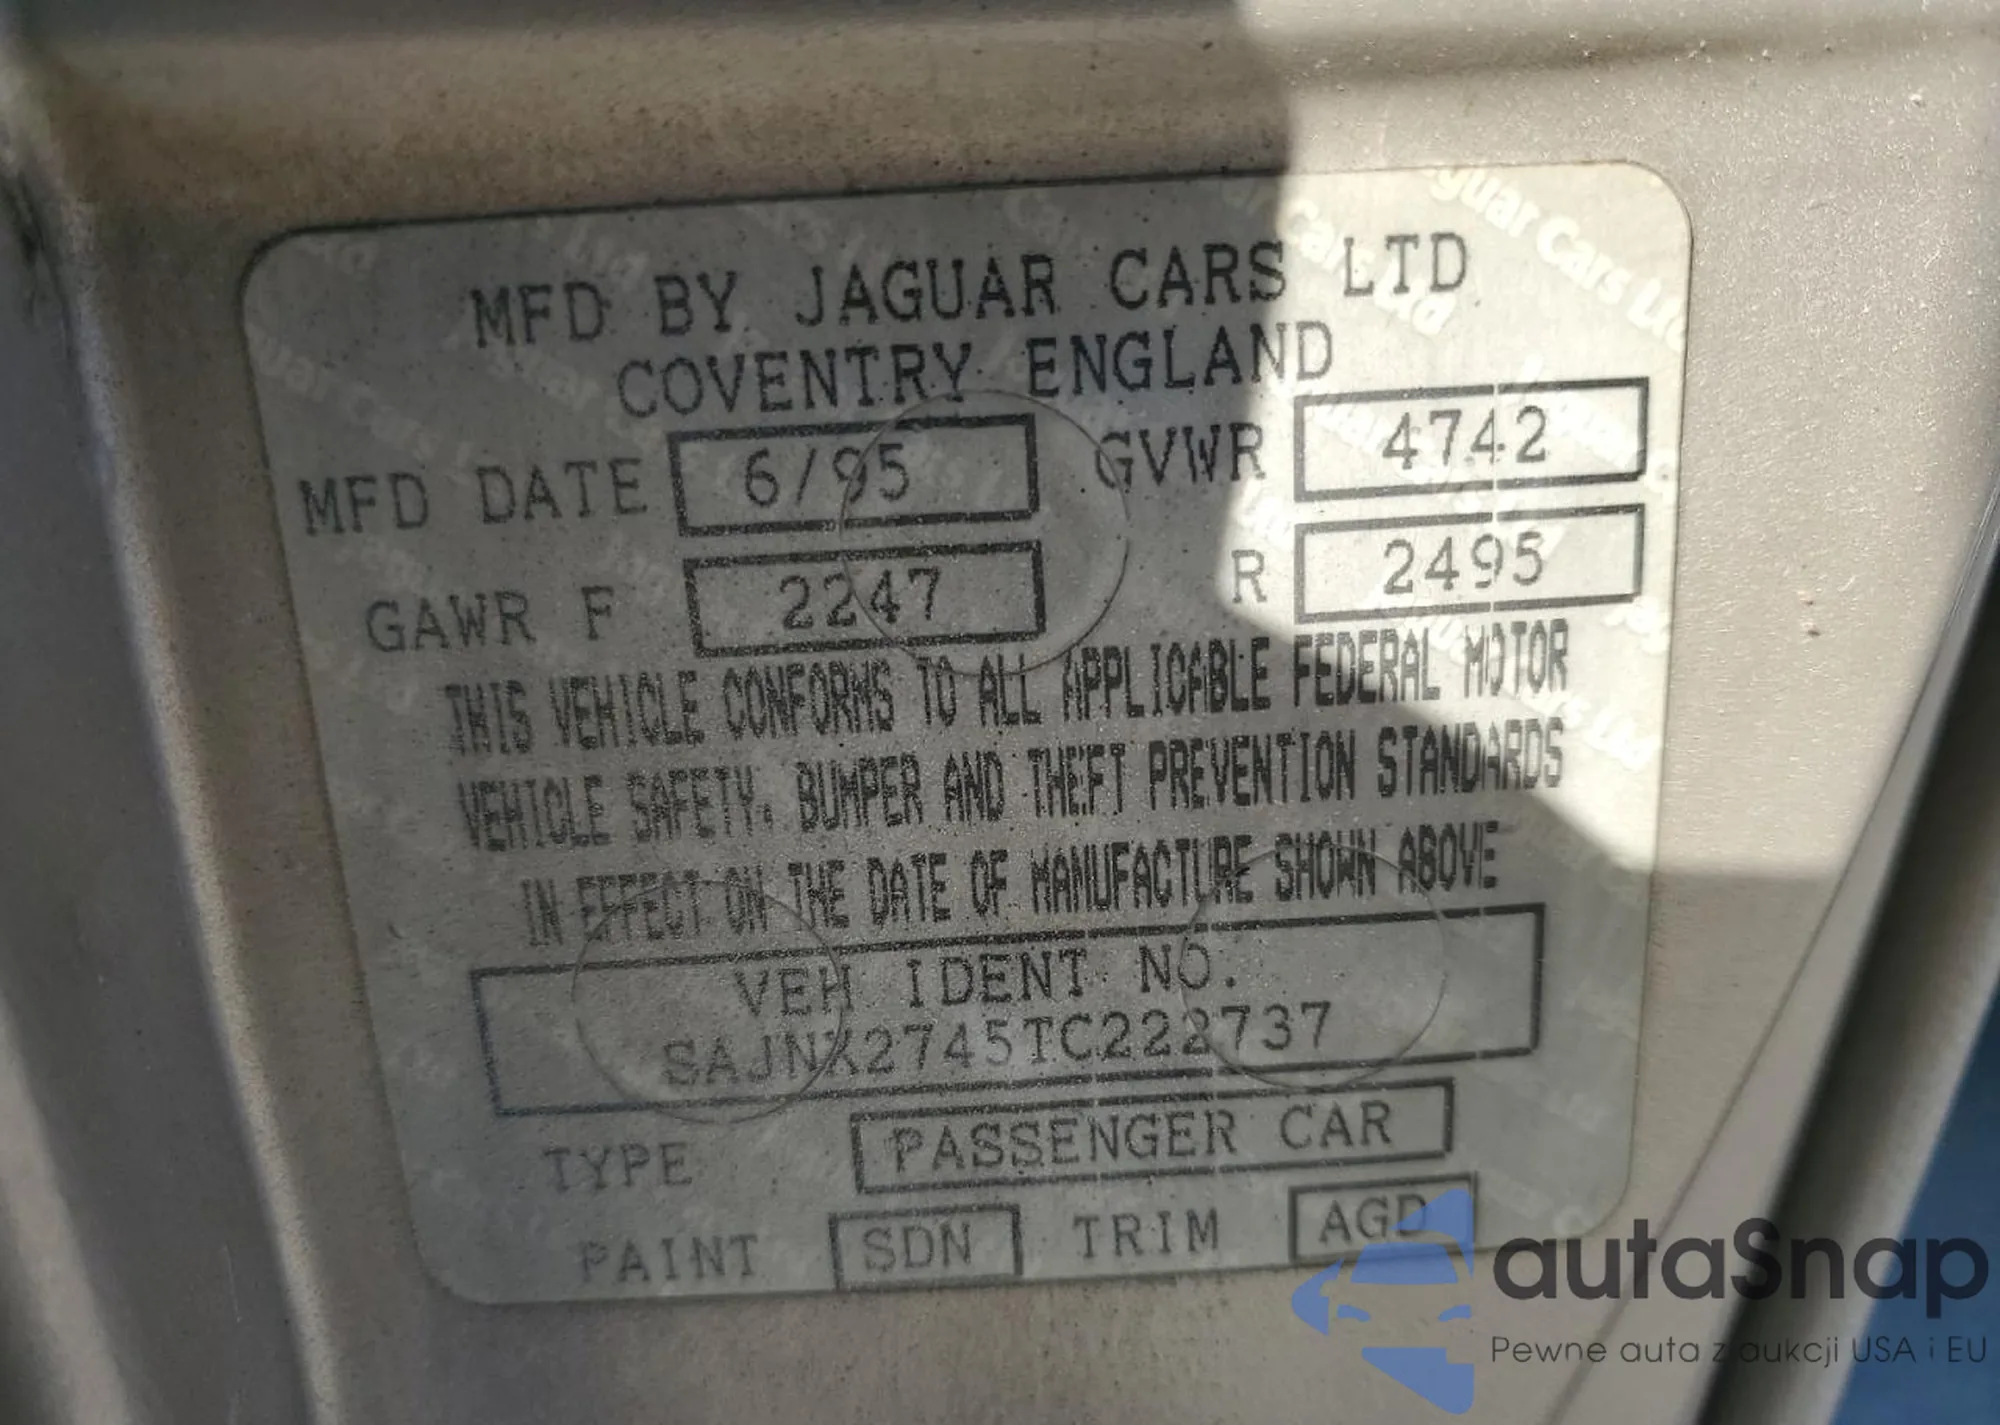 MFD BY JAGUAR CARS LTD
COVENTRY ENGLAND
MFD DATE 6/95 GVWR 4742
GAWR F 2247 R 2495
THIS VEHICLE CONFORMS TO ALL APPLICABLE FEDERAL MOTOR
VEHICLE SAFETY, BUMPER AND THEFT PREVENTION STANDARDS
IN EFFECT ON THE DATE OF MANUFACTURE SHOWN ABOVE
VEH IDENT NO.
SAJNX2745TC222737
TYPE PASSENGER CAR
PAINT SDN TRIM AGD
autaSnap
Pewne auta z aukcji USA i EU